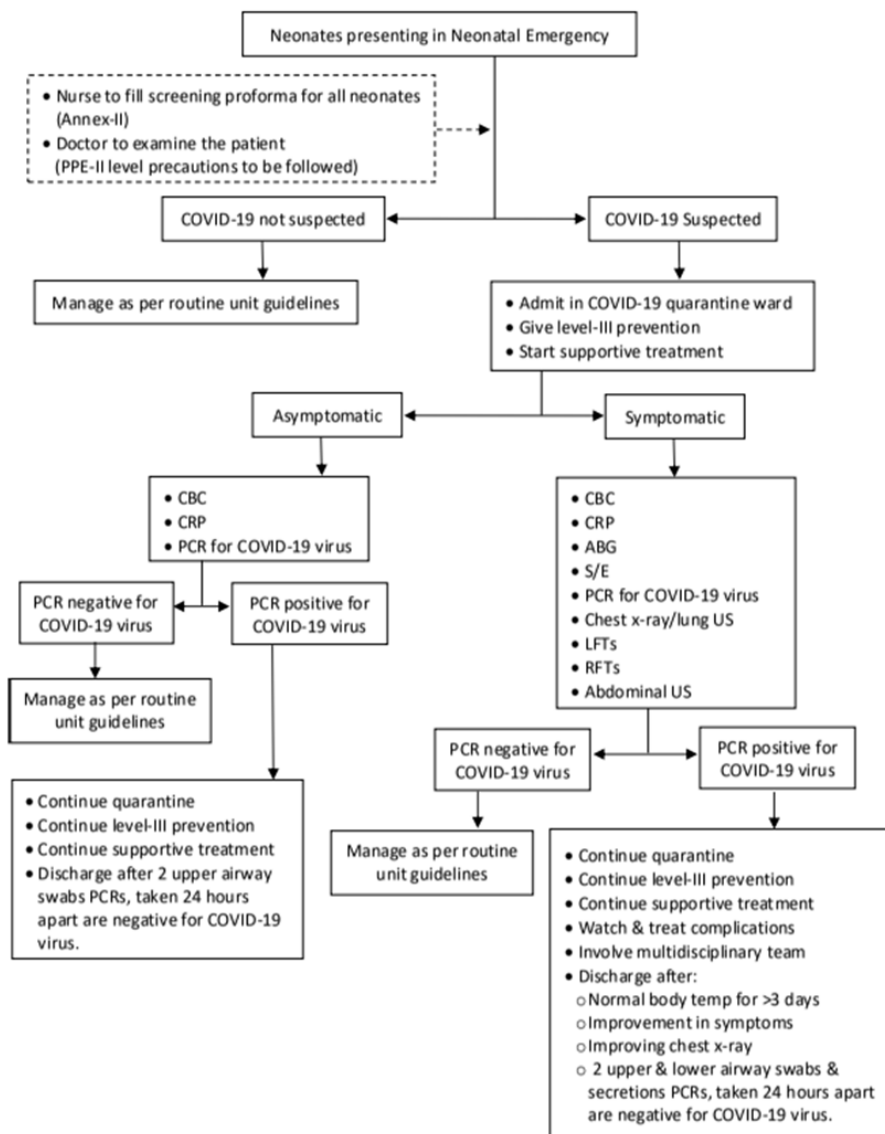 Neonates presenting in Neonatal Emergency
• Nurse to fill screening proforma for all neonates
(Annex-II)
• Doctor to examine the patient
(PPE-II level precautions to be followed)
COVID-19 not suspected
COVID-19 Suspected
Manage as per routine unit guidelines
• Admit in COVID-19 quarantine ward
• Give level-III prevention
• Start supportive treatment
Asymptomatic
Symptomatic
• CBC
• CRP
• PCR for COVID-19 virus
• CBC
• CRP
• ABG
• S/E
• PCR for COVID-19 virus
• Chest x-ray/lung US
• LFTs
• RFTs
• Abdominal US
PCR negative for
COVID-19 virus
PCR positive for
COVID-19 virus
Manage as per routine
unit guidelines
• Continue quarantine
• Continue level-III prevention
• Continue supportive treatment
• Discharge after 2 upper airway
swabs PCRs, taken 24 hours
apart are negative for COVID-19
virus.
PCR negative for
COVID-19 virus
PCR positive for
COVID-19 virus
Manage as per routine
unit guidelines
• Continue quarantine
• Continue level-III prevention
• Continue supportive treatment
• Watch & treat complications
• Involve multidisciplinary team
• Discharge after:
○ Normal body temp for >3 days
○ Improvement in symptoms
○ Improving chest x-ray
○ 2 upper & lower airway swabs &
secretions PCRs, taken 24 hours apart
are negative for COVID-19 virus.